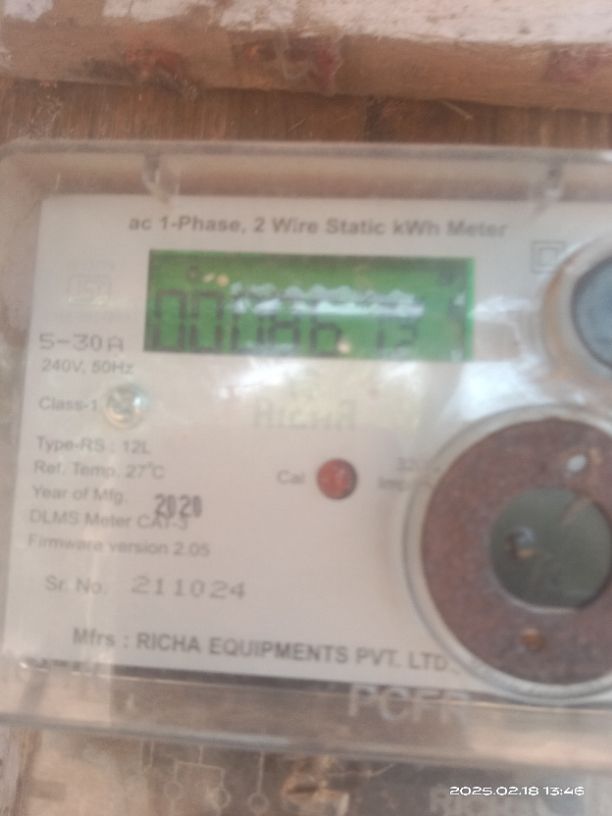 ac 1-Phase, 2 Wire Static kWh Meter
5-30A
240V, 50Hz
Class-1
Type-RS : 12L
Ref. Temp. 27°C
Cal
Year of Mfg. 2020
DLMS Meter CAT-3
Firmware version 2.05
Sr. No. 211024
Mfrs : RICHA EQUIPMENTS PVT. LTD.
2025.02.18 13:46